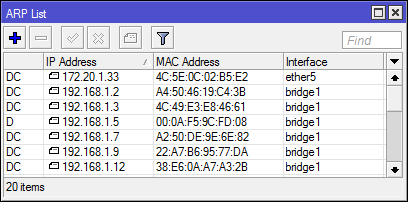 ARP List
Find
IP Address MAC Address Interface
DC 172.20.1.33 4C:5E:0C:02:B5:E2 ether5
DC 192.168.1.2 A4:50:46:19:C4:3B bridge1
DC 192.168.1.3 4C:49:E3:E8:46:61 bridge1
D 192.168.1.5 00:0A:F5:9C:FD:08 bridge1
DC 192.168.1.7 A2:50:DE:9E:6E:82 bridge1
DC 192.168.1.9 22:A7:B6:95:77:DA bridge1
DC 192.168.1.12 38:E6:0A:A7:A3:2B bridge1
20 items